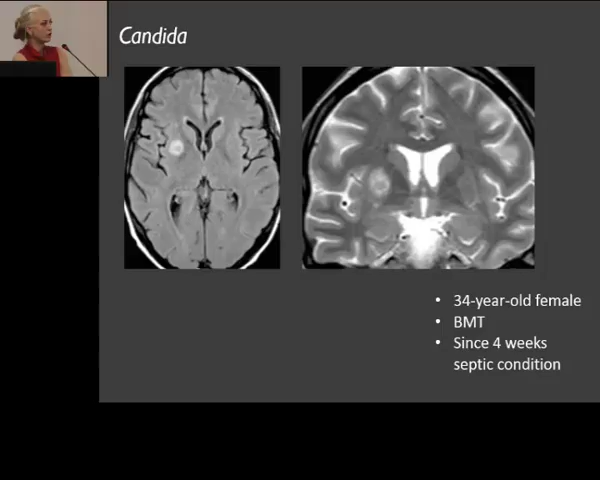 Candida
• 34-year-old female
• BMT
• Since 4 weeks
septic condition